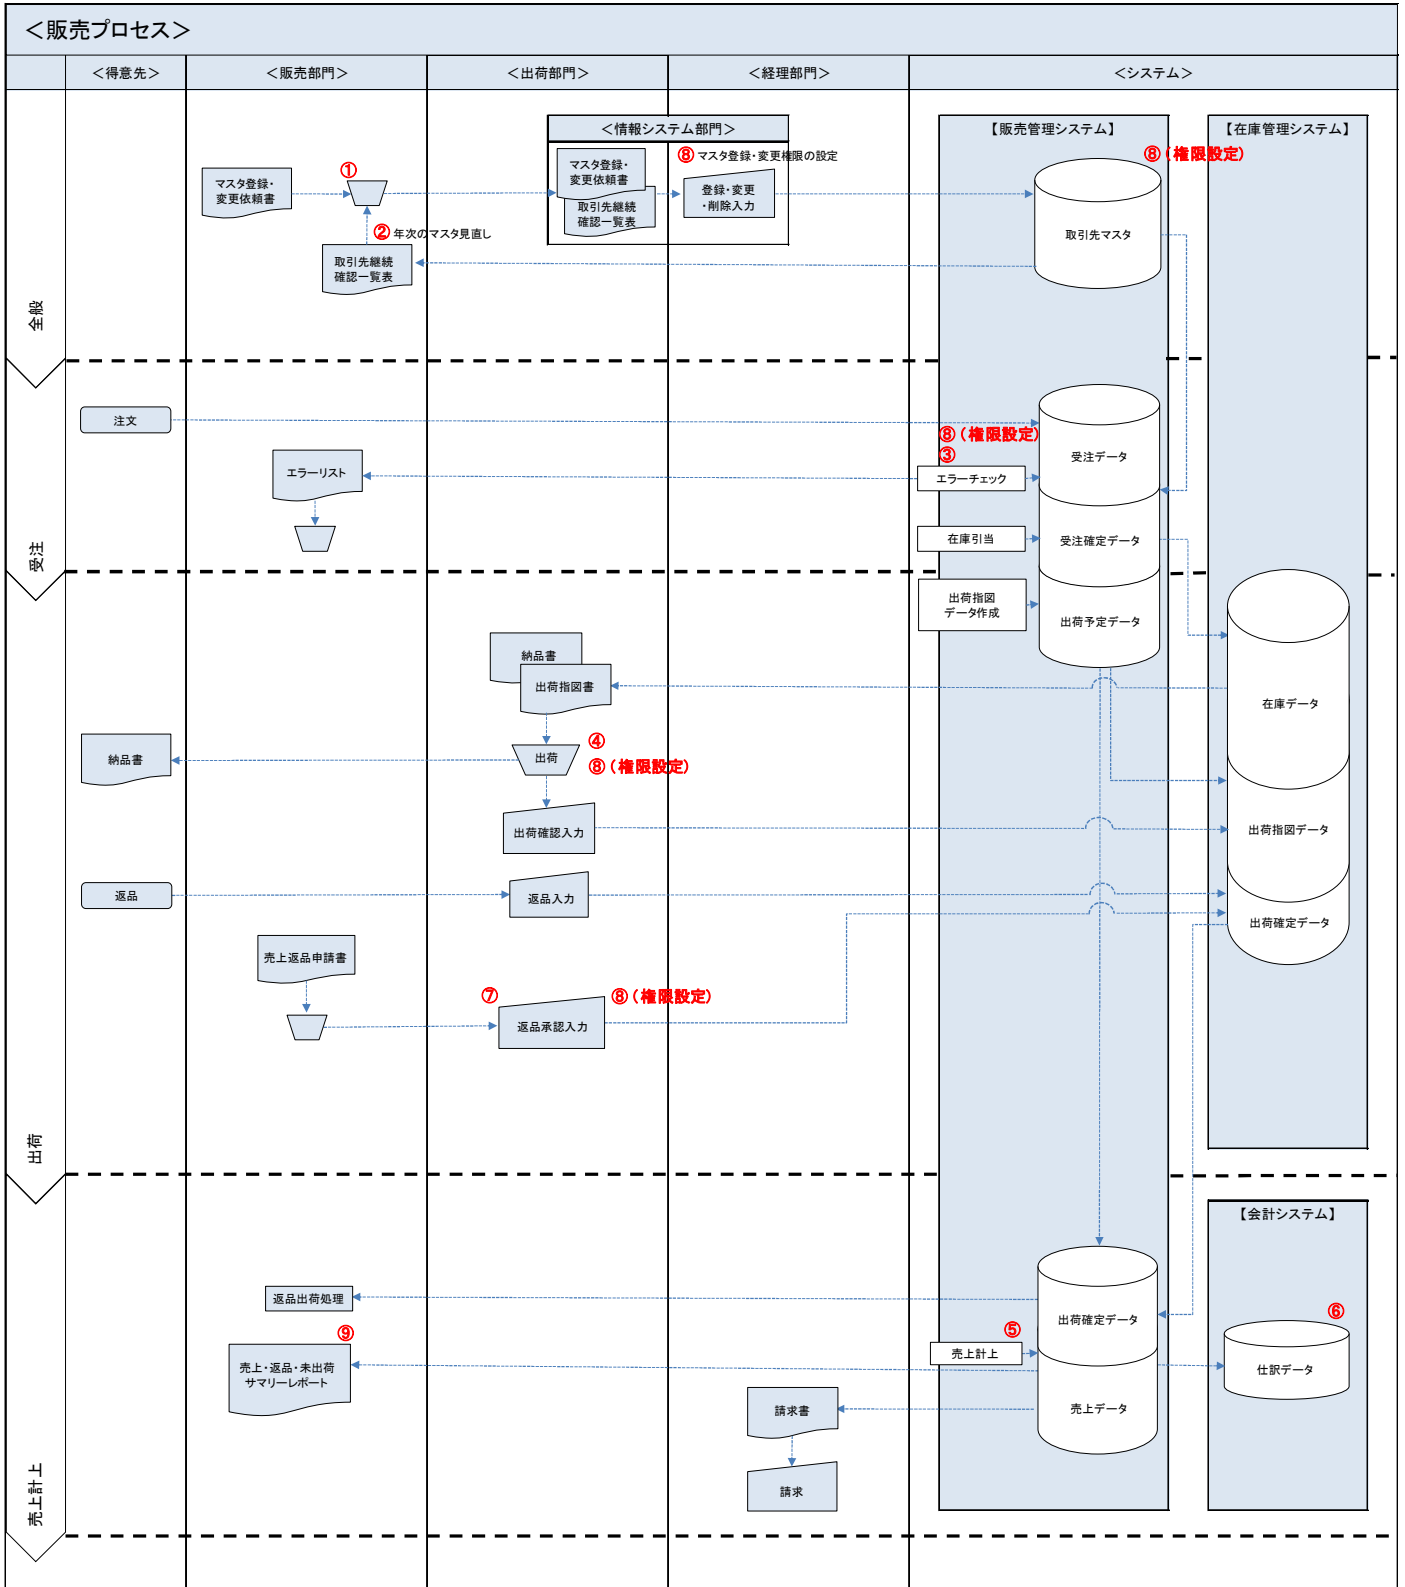 ＜販売プロセス＞
＜得意先＞
＜販売部門＞
＜出荷部門＞
＜経理部門＞
＜システム＞
＜情報システム部門＞
【販売管理システム】
【在庫管理システム】
マスタ登録・
変更依頼書
①
マスタ登録・
変更依頼書
取引先継続
確認一覧表
⑧ マスタ登録・変更権限の設定
登録・変更
・削除入力
⑧（権限設定）
取引先マスタ
② 年次のマスタ見直し
取引先継続
確認一覧表
全般
注文
⑧（権限設定）
③
エラーチェック
受注データ
エラーリスト
在庫引当
受注確定データ
受注
出荷指図
データ作成
出荷予定データ
納品書
出荷指図書
在庫データ
納品書
出荷
④
⑧（権限設定）
出荷確認入力
出荷指図データ
返品
返品入力
出荷確定データ
売上返品申請書
⑦
返品承認入力
⑧（権限設定）
出荷
【会計システム】
返品出荷処理
出荷確定データ
⑥
⑨
売上・返品・未出荷
サマリーレポート
⑤
売上計上
仕訳データ
請求書
売上データ
請求
売上計上